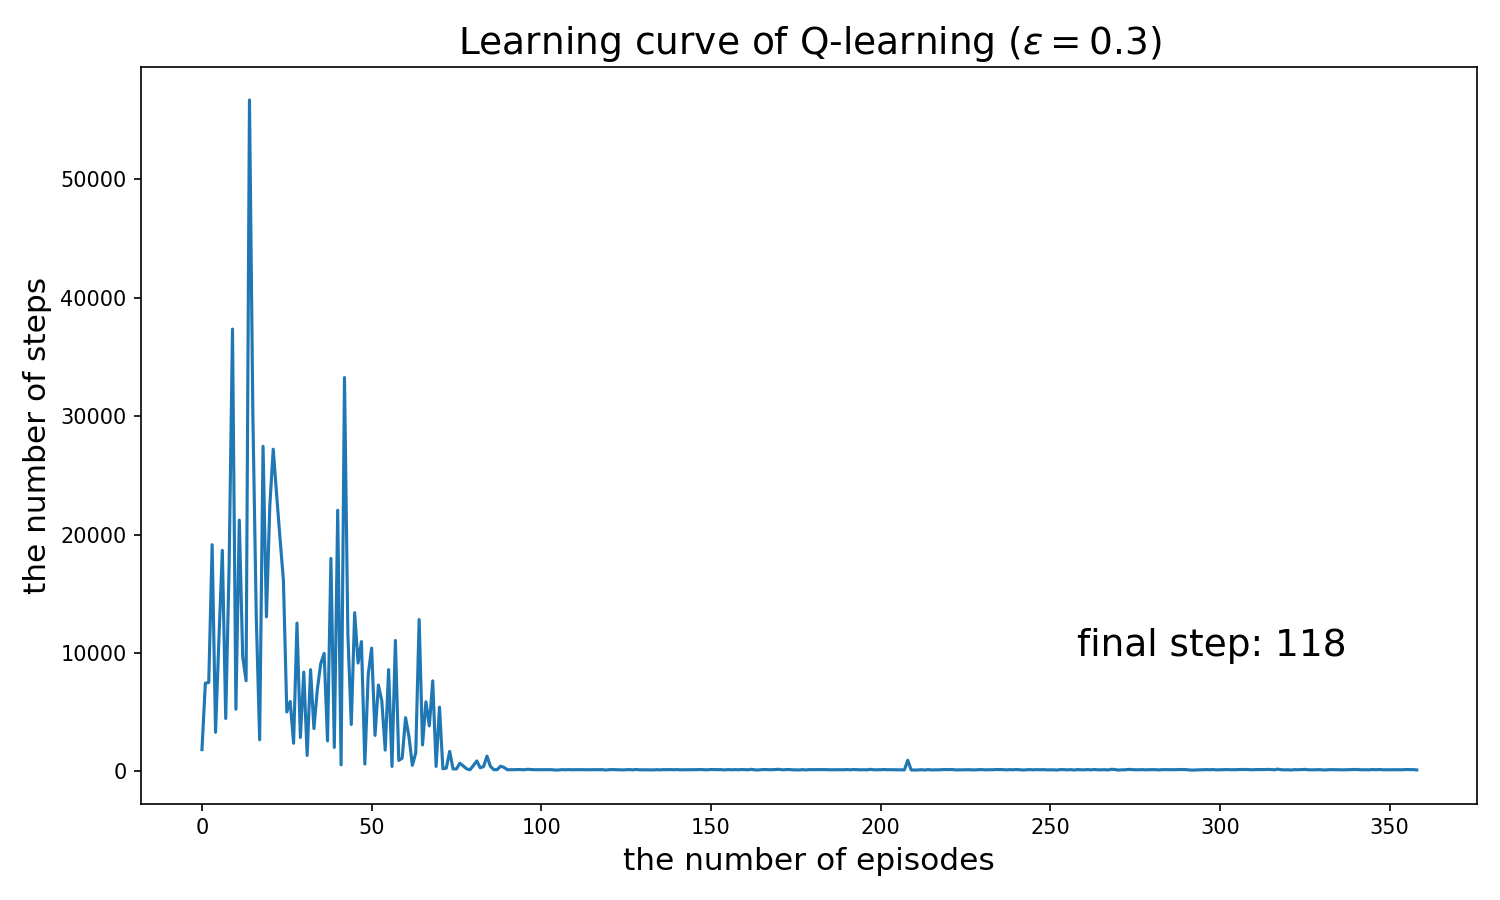 Learning curve of Q-learning (ε = 0.3)
the number of steps
50000
40000
30000
20000
10000
0
final step: 118
0 50 100 150 200 250 300 350
the number of episodes